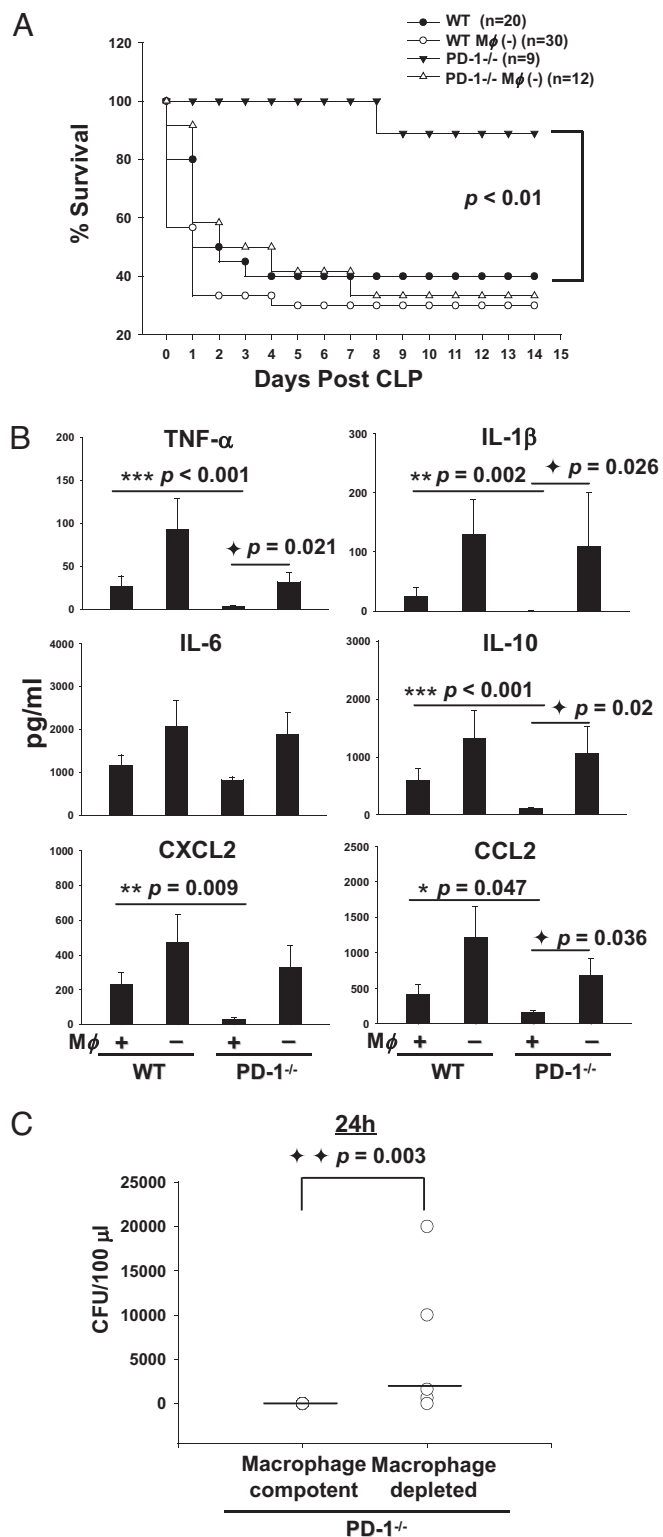 A
WT (n=20)
WT Mϕ (-) (n=30)
PD-1-/- (n=9)
PD-1-/- Mϕ (-) (n=12)
120
100
80
60
40
20
% Survival
p < 0.01
0 1 2 3 4 5 6 7 8 9 10 11 12 13 14 15
Days Post CLP
B
pg/ml
TNF-α
200
150
100
50
0
*** p < 0.001
✦ p = 0.021
IL-1β
300
200
100
0
** p = 0.002
✦ p = 0.026
IL-6
4000
3000
2000
1000
0
IL-10
3000
2000
1000
0
*** p < 0.001
✦ p = 0.02
CXCL2
1000
800
600
400
200
0
** p = 0.009
CCL2
2500
2000
1500
1000
500
0
* p = 0.047
✦ p = 0.036
Mϕ + − + −
WT PD-1-/-
Mϕ + − + −
WT PD-1-/-
C
24h
✦ ✦ p = 0.003
CFU/100 μl
25000
20000
15000
10000
5000
0
Macrophage compotent
Macrophage depleted
PD-1-/-